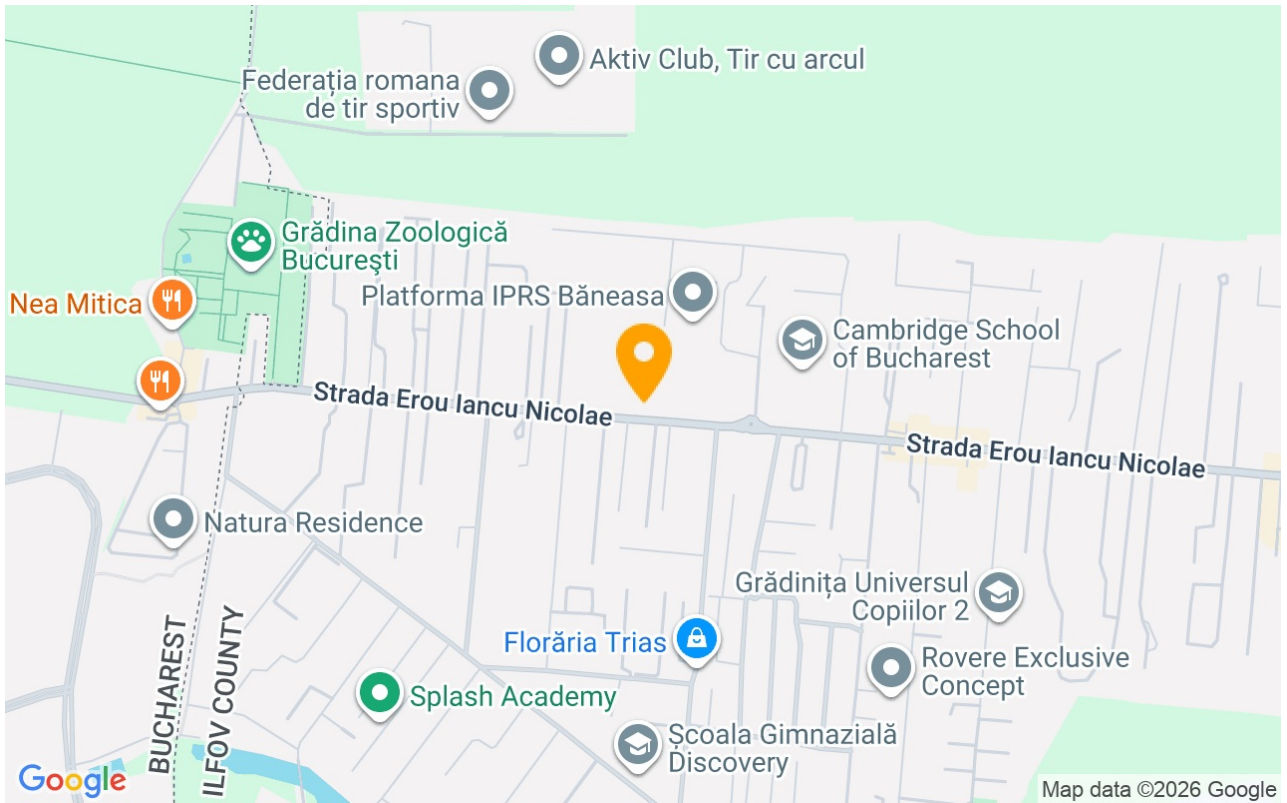 Aktiv Club, Tir cu arcul
Federația romana
de tir sportiv
Grădina Zoologică
Bucureşti
Nea Mitica
Platforma IPRS Băneasa
Cambridge School
of Bucharest
Strada Erou Iancu Nicolae
Strada Erou Iancu Nicolae
Natura Residence
Grădinița Universul
Copiilor 2
Florăria Trias
Rovere Exclusive
Concept
Splash Academy
Școala Gimnazială
Discovery
BUCHAREST
ILFOV COUNTY
Google
Map data ©2026 Google